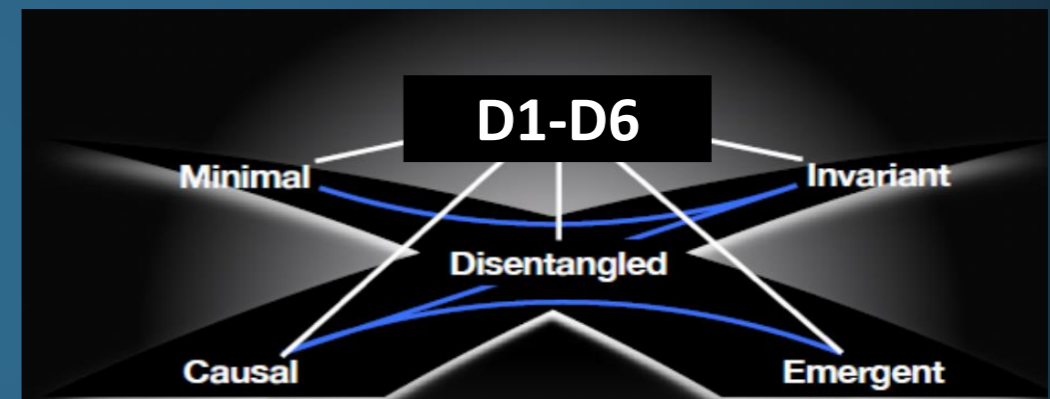 D1-D6
Minimal
Invariant
Disentangled
Causal
Emergent